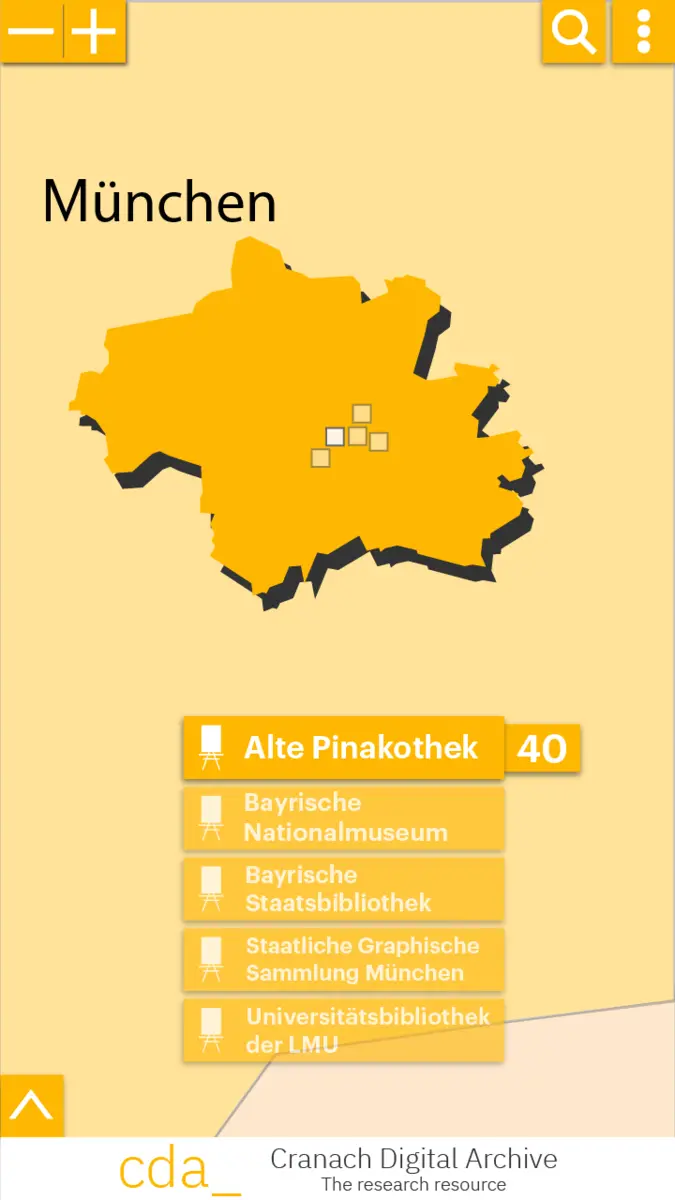 München
Alte Pinakothek 40
Bayrische
Nationalmuseum
Bayrische
Staatsbibliothek
Staatliche Graphische
Sammlung München
Universitätsbibliothek
der LMU
cda_ Cranach Digital Archive
The research resource